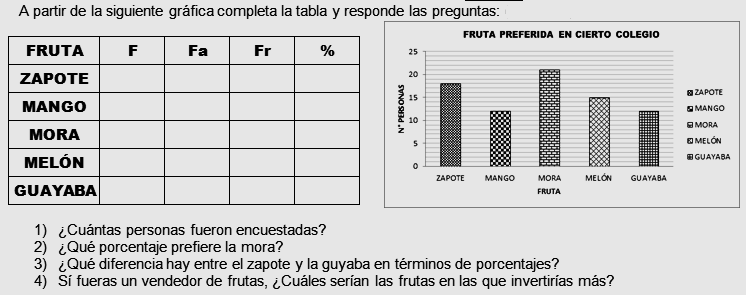 A partir de la siguiente gráfica completa la tabla y responde las preguntas:
FRUTA F Fa Fr %
ZAPOTE
MANGO
MORA
MELÓN
GUAYABA
FRUTA PREFERIDA EN CIERTO COLEGIO
25
20
15
10
5
0
N° PERSONAS
ZAPOTE MANGO MORA MELÓN GUAYABA
FRUTA
ZAPOTE
MANGO
MORA
MELÓN
GUAYABA
1) ¿Cuántas personas fueron encuestadas?
2) ¿Qué porcentaje prefiere la mora?
3) ¿Qué diferencia hay entre el zapote y la guyaba en términos de porcentajes?
4) Sí fueras un vendedor de frutas, ¿Cuáles serían las frutas en las que invertirías más?